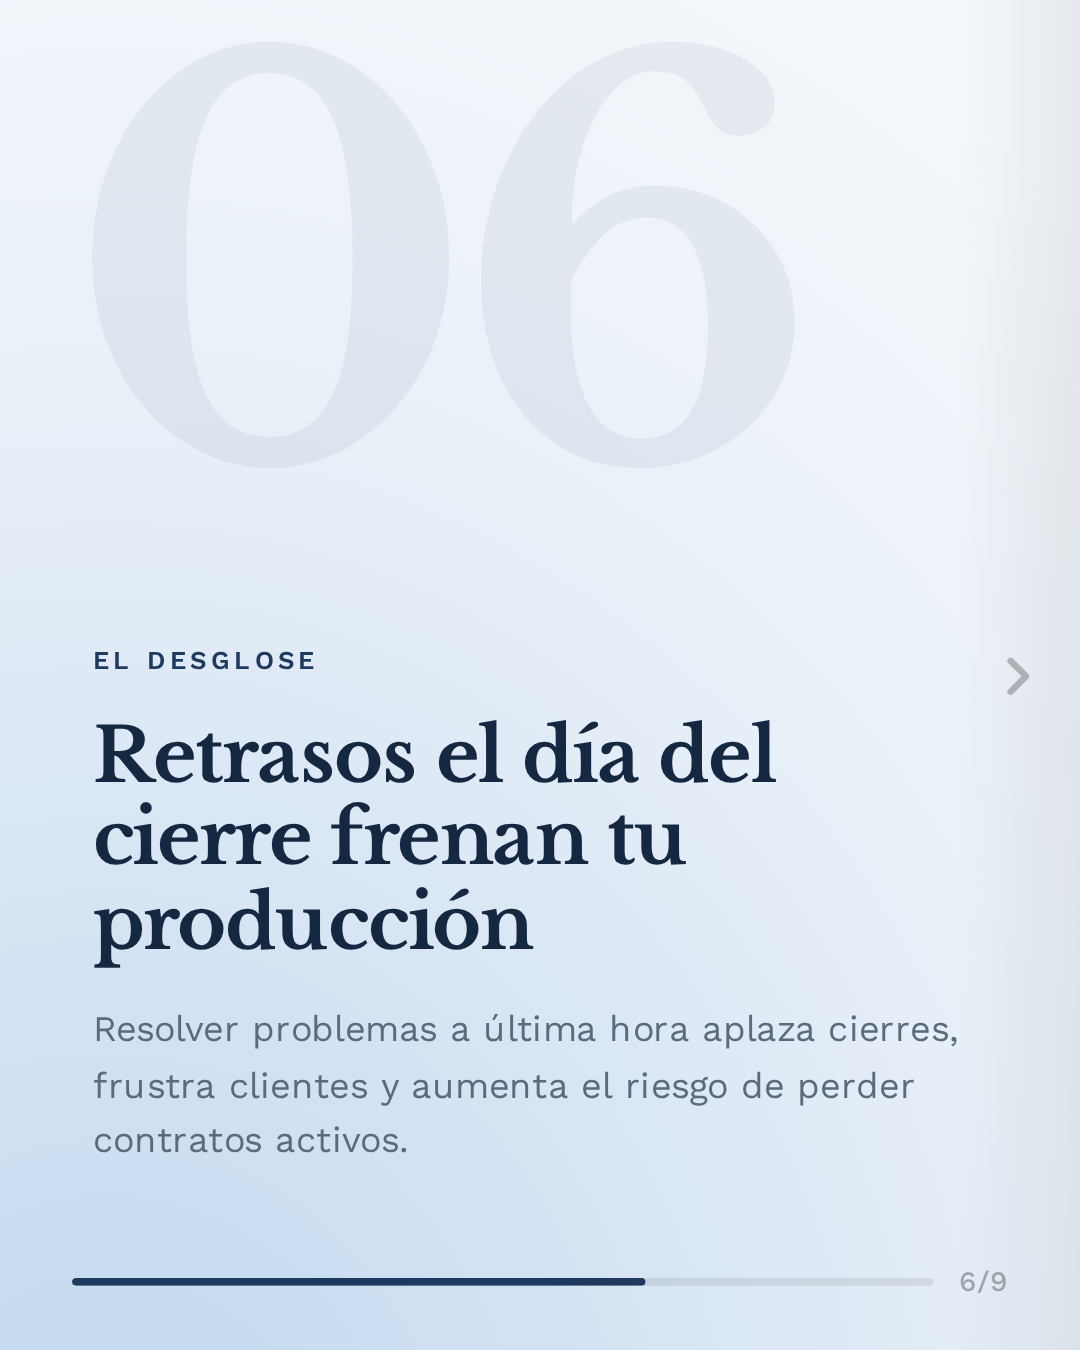 06
EL DESGLOSE
Retrasos el día del
cierre frenan tu
producción
Resolver problemas a última hora aplaza cierres,
frustra clientes y aumenta el riesgo de perder
contratos activos.
6/9